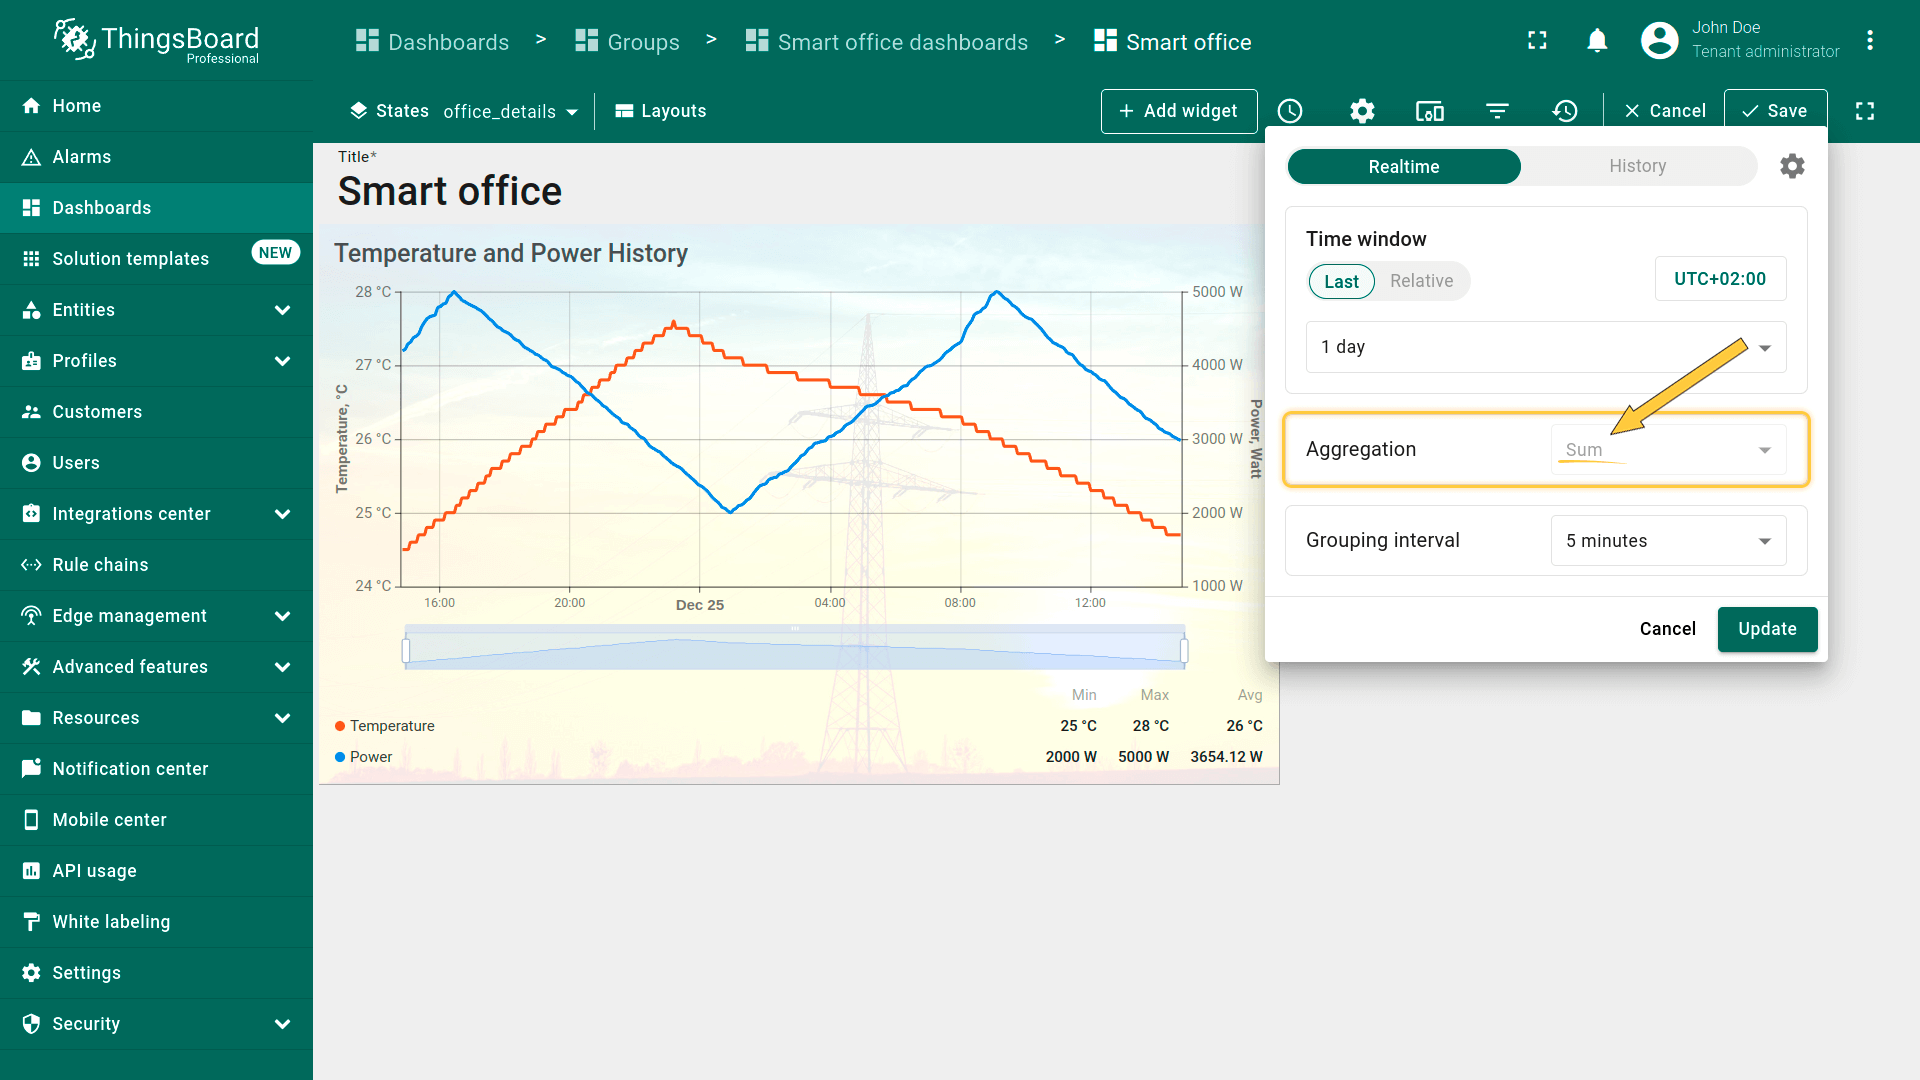 ThingsBoard
Professional
Dashboards > Groups > Smart office dashboards > Smart office
John Doe
Tenant administrator
Home
Alarms
Dashboards
Solution templates NEW
Entities
Profiles
Customers
Users
Integrations center
Rule chains
Edge management
Advanced features
Resources
Notification center
Mobile center
API usage
White labeling
Settings
Security
States office_details Layouts
+ Add widget Cancel Save
Title*
Smart office
Temperature and Power History
28 °C
27 °C
26 °C
25 °C
24 °C
Temperature, °C
5000 W
4000 W
3000 W
2000 W
1000 W
Power, Watt
16:00 20:00 Dec 25 04:00 08:00 12:00
Min Max Avg
Temperature 25 °C 28 °C 26 °C
Power 2000 W 5000 W 3654.12 W
Realtime History
Time window
Last Relative UTC+02:00
1 day
Aggregation Sum
Grouping interval 5 minutes
Cancel Update